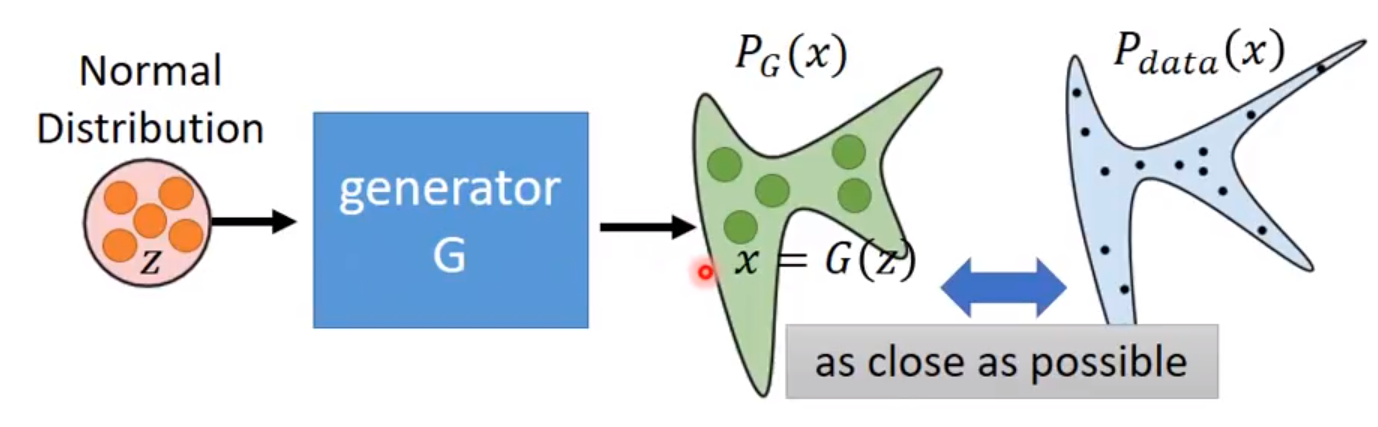 Normal
Distribution
z
generator
G
P_G(x)
x = G(z)
P_data(x)
as close as possible